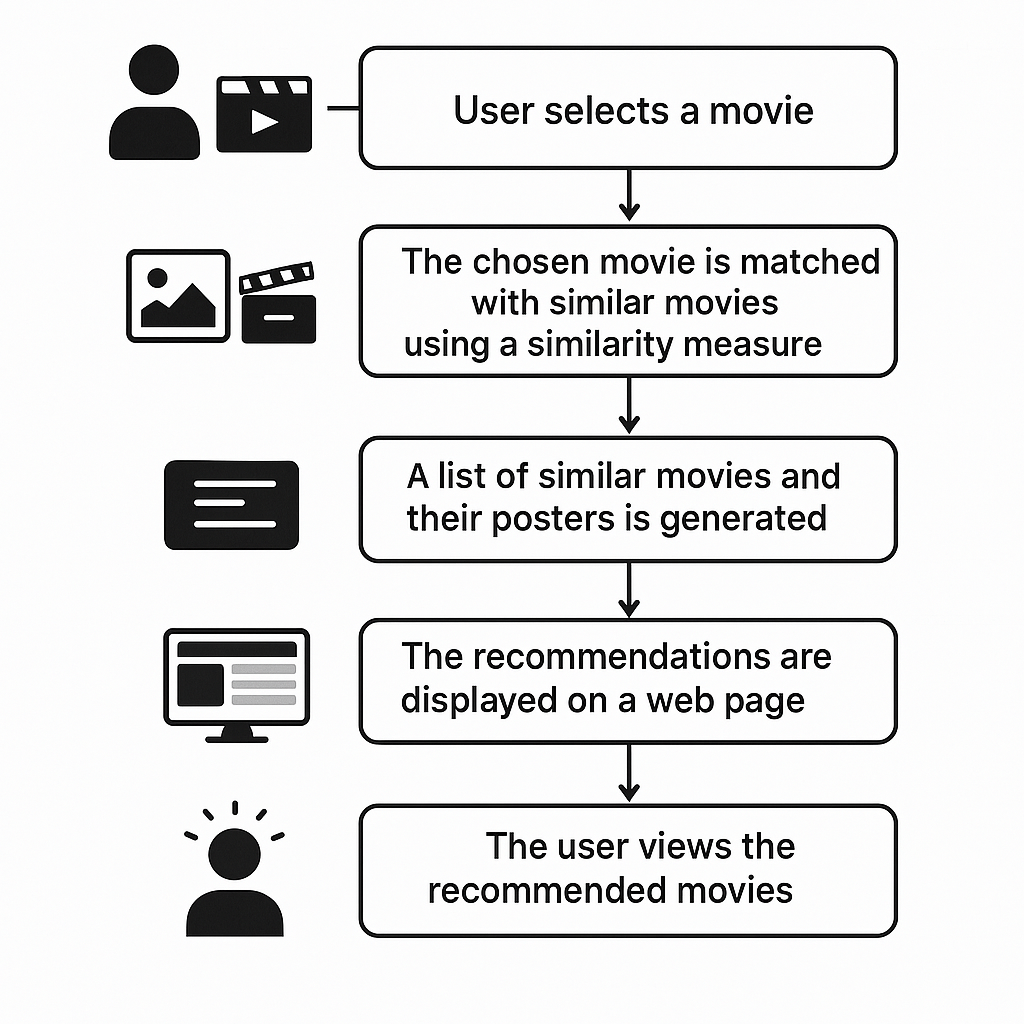 User selects a movie
The chosen movie is matched
with similar movies
using a similarity measure
A list of similar movies and
their posters is generated
The recommendations are
displayed on a web page
The user views the
recommended movies